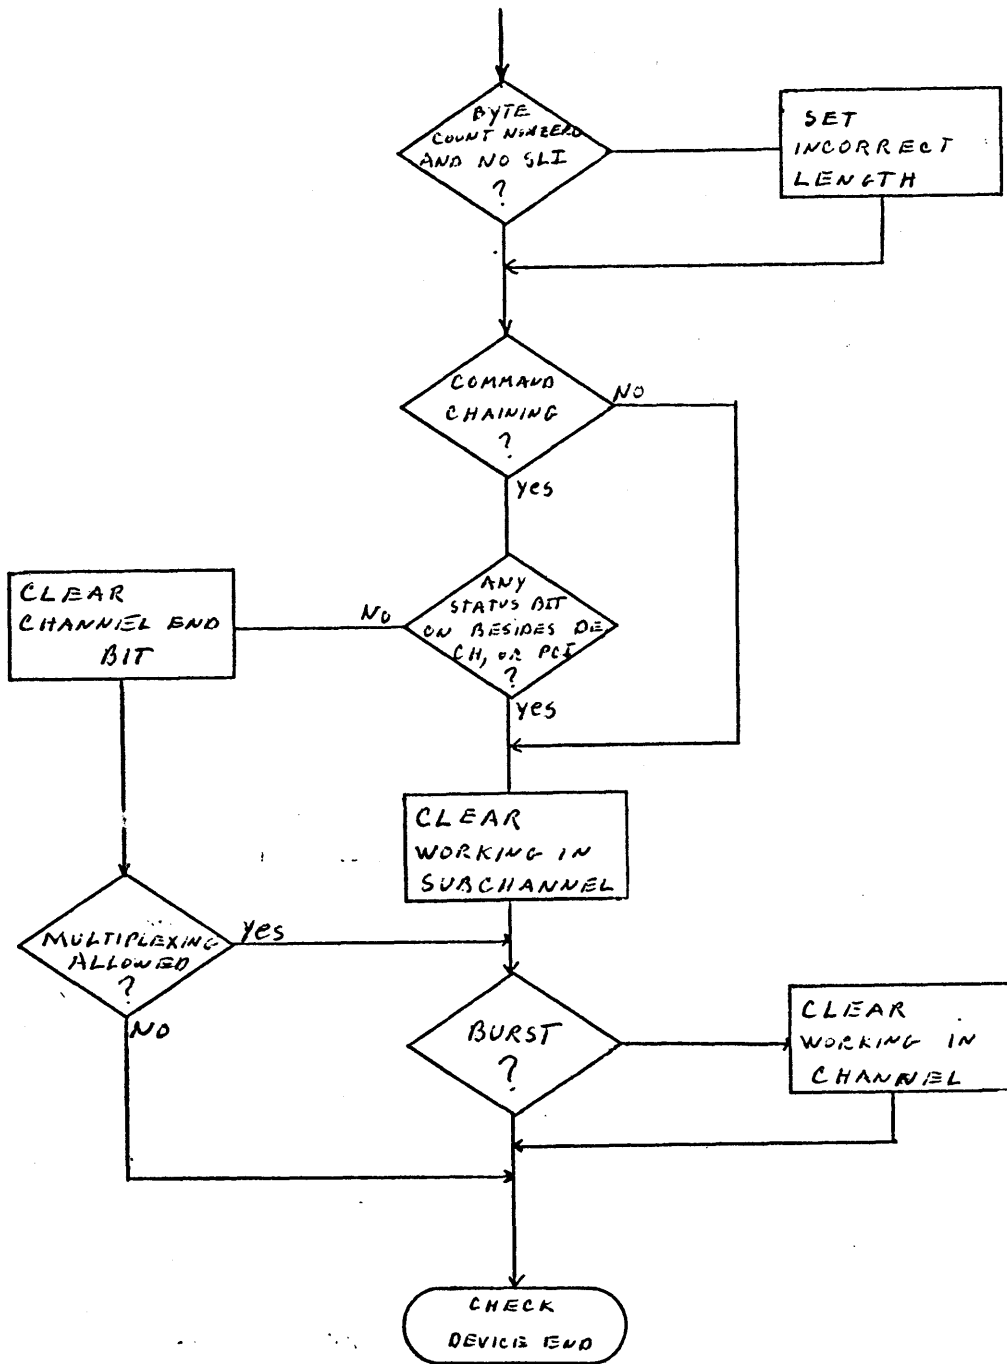 BYTE
COUNT NONZERO
AND NO SLI
?
SET
INCORRECT
LENGTH
COMMAND
CHAINING
?
NO
yes
ANY
STATUS BIT
ON BESIDES DE,
CH, OR PCI
?
NO
yes
CLEAR
CHANNEL END
BIT
CLEAR
WORKING IN
SUBCHANNEL
MULTIPLEXING
ALLOWED
?
yes
NO
BURST
?
CLEAR
WORKING IN
CHANNEL
CHECK
DEVICE END